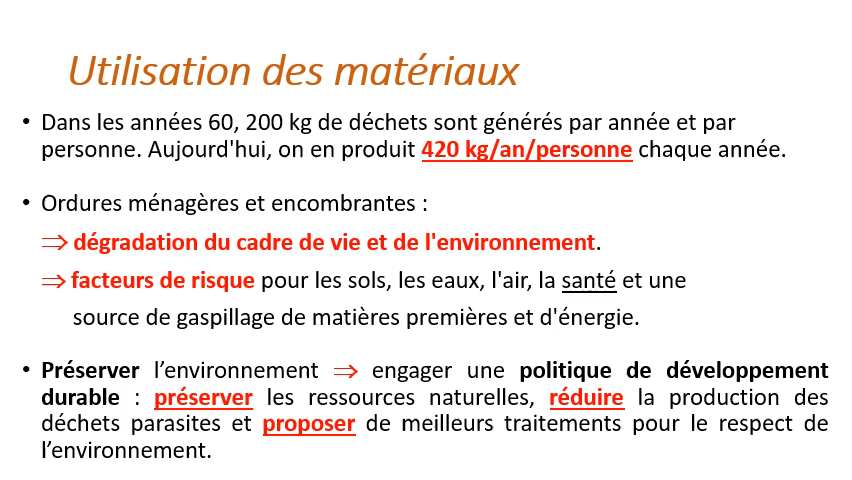 Utilisation des matériaux
• Dans les années 60, 200 kg de déchets sont générés par année et par
personne. Aujourd'hui, on en produit 420 kg/an/personne chaque année.
• Ordures ménagères et encombrantes :
⇒ dégradation du cadre de vie et de l'environnement.
⇒ facteurs de risque pour les sols, les eaux, l'air, la santé et une
source de gaspillage de matières premières et d'énergie.
• Préserver l’environnement ⇒ engager une politique de développement
durable : préserver les ressources naturelles, réduire la production des
déchets parasites et proposer de meilleurs traitements pour le respect de
l’environnement.